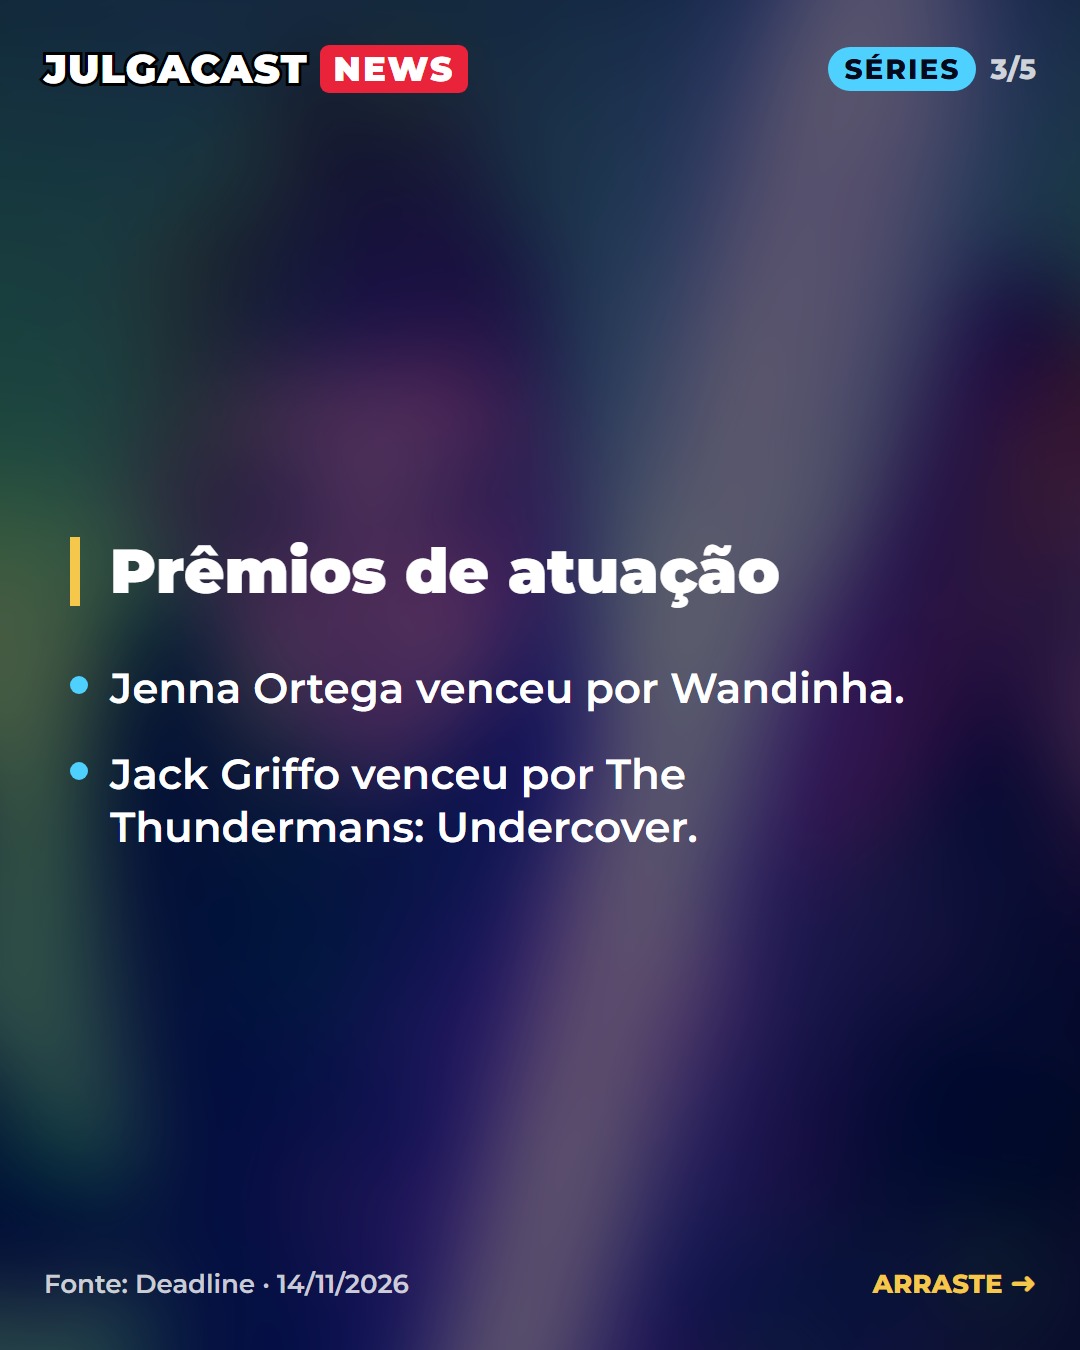 JULGACAST NEWS
SÉRIES 3/5
Prêmios de atuação
Jenna Ortega venceu por Wandinha.
Jack Griffo venceu por The
Thundermans: Undercover.
Fonte: Deadline · 14/11/2026
ARRASTE →